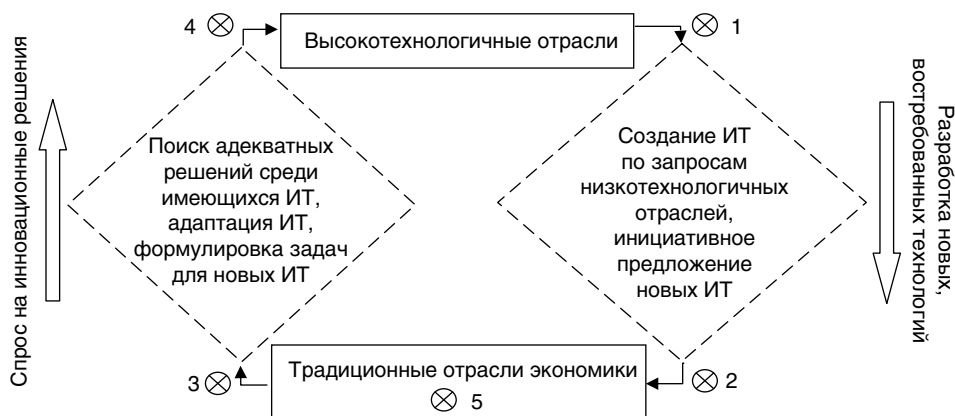 4
Высокотехнологичные отрасли
1
Спрос на инновационные решения
Поиск адекватных
решений среди
имеющихся ИТ,
адаптация ИТ,
формулировка задач
для новых ИТ
Создание ИТ
по запросам
низкотехнологичных
отраслей,
инициативное
предложение
новых ИТ
Разработка новых,
востребованных технологий
3
Традиционные отрасли экономики
5
2